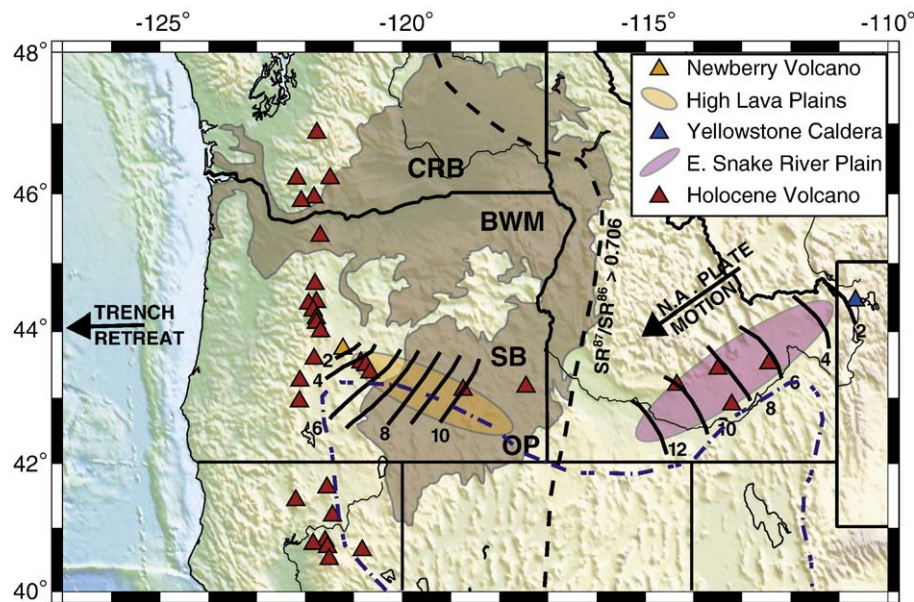 -125° -120° -115° -110°
48°
46°
44°
42°
40°
Newberry Volcano
High Lava Plains
Yellowstone Caldera
E. Snake River Plain
Holocene Volcano
CRB
BWM
SR87/SR86 > 0.706
N.A. PLATE
MOTION
TRENCH
RETREAT
SB
OP
2
4
6
8
10
2
4
6
8
10
12